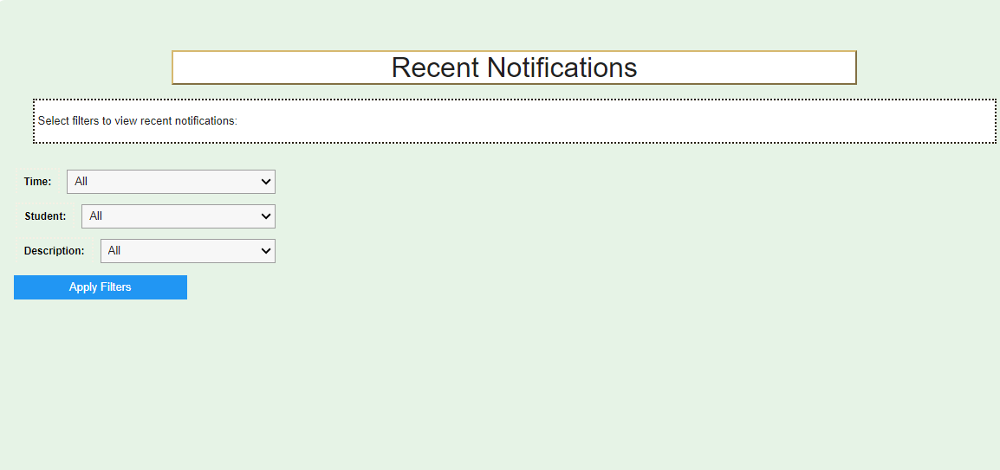 Recent Notifications
Select filters to view recent notifications:
Time: All
Student: All
Description: All
Apply Filters